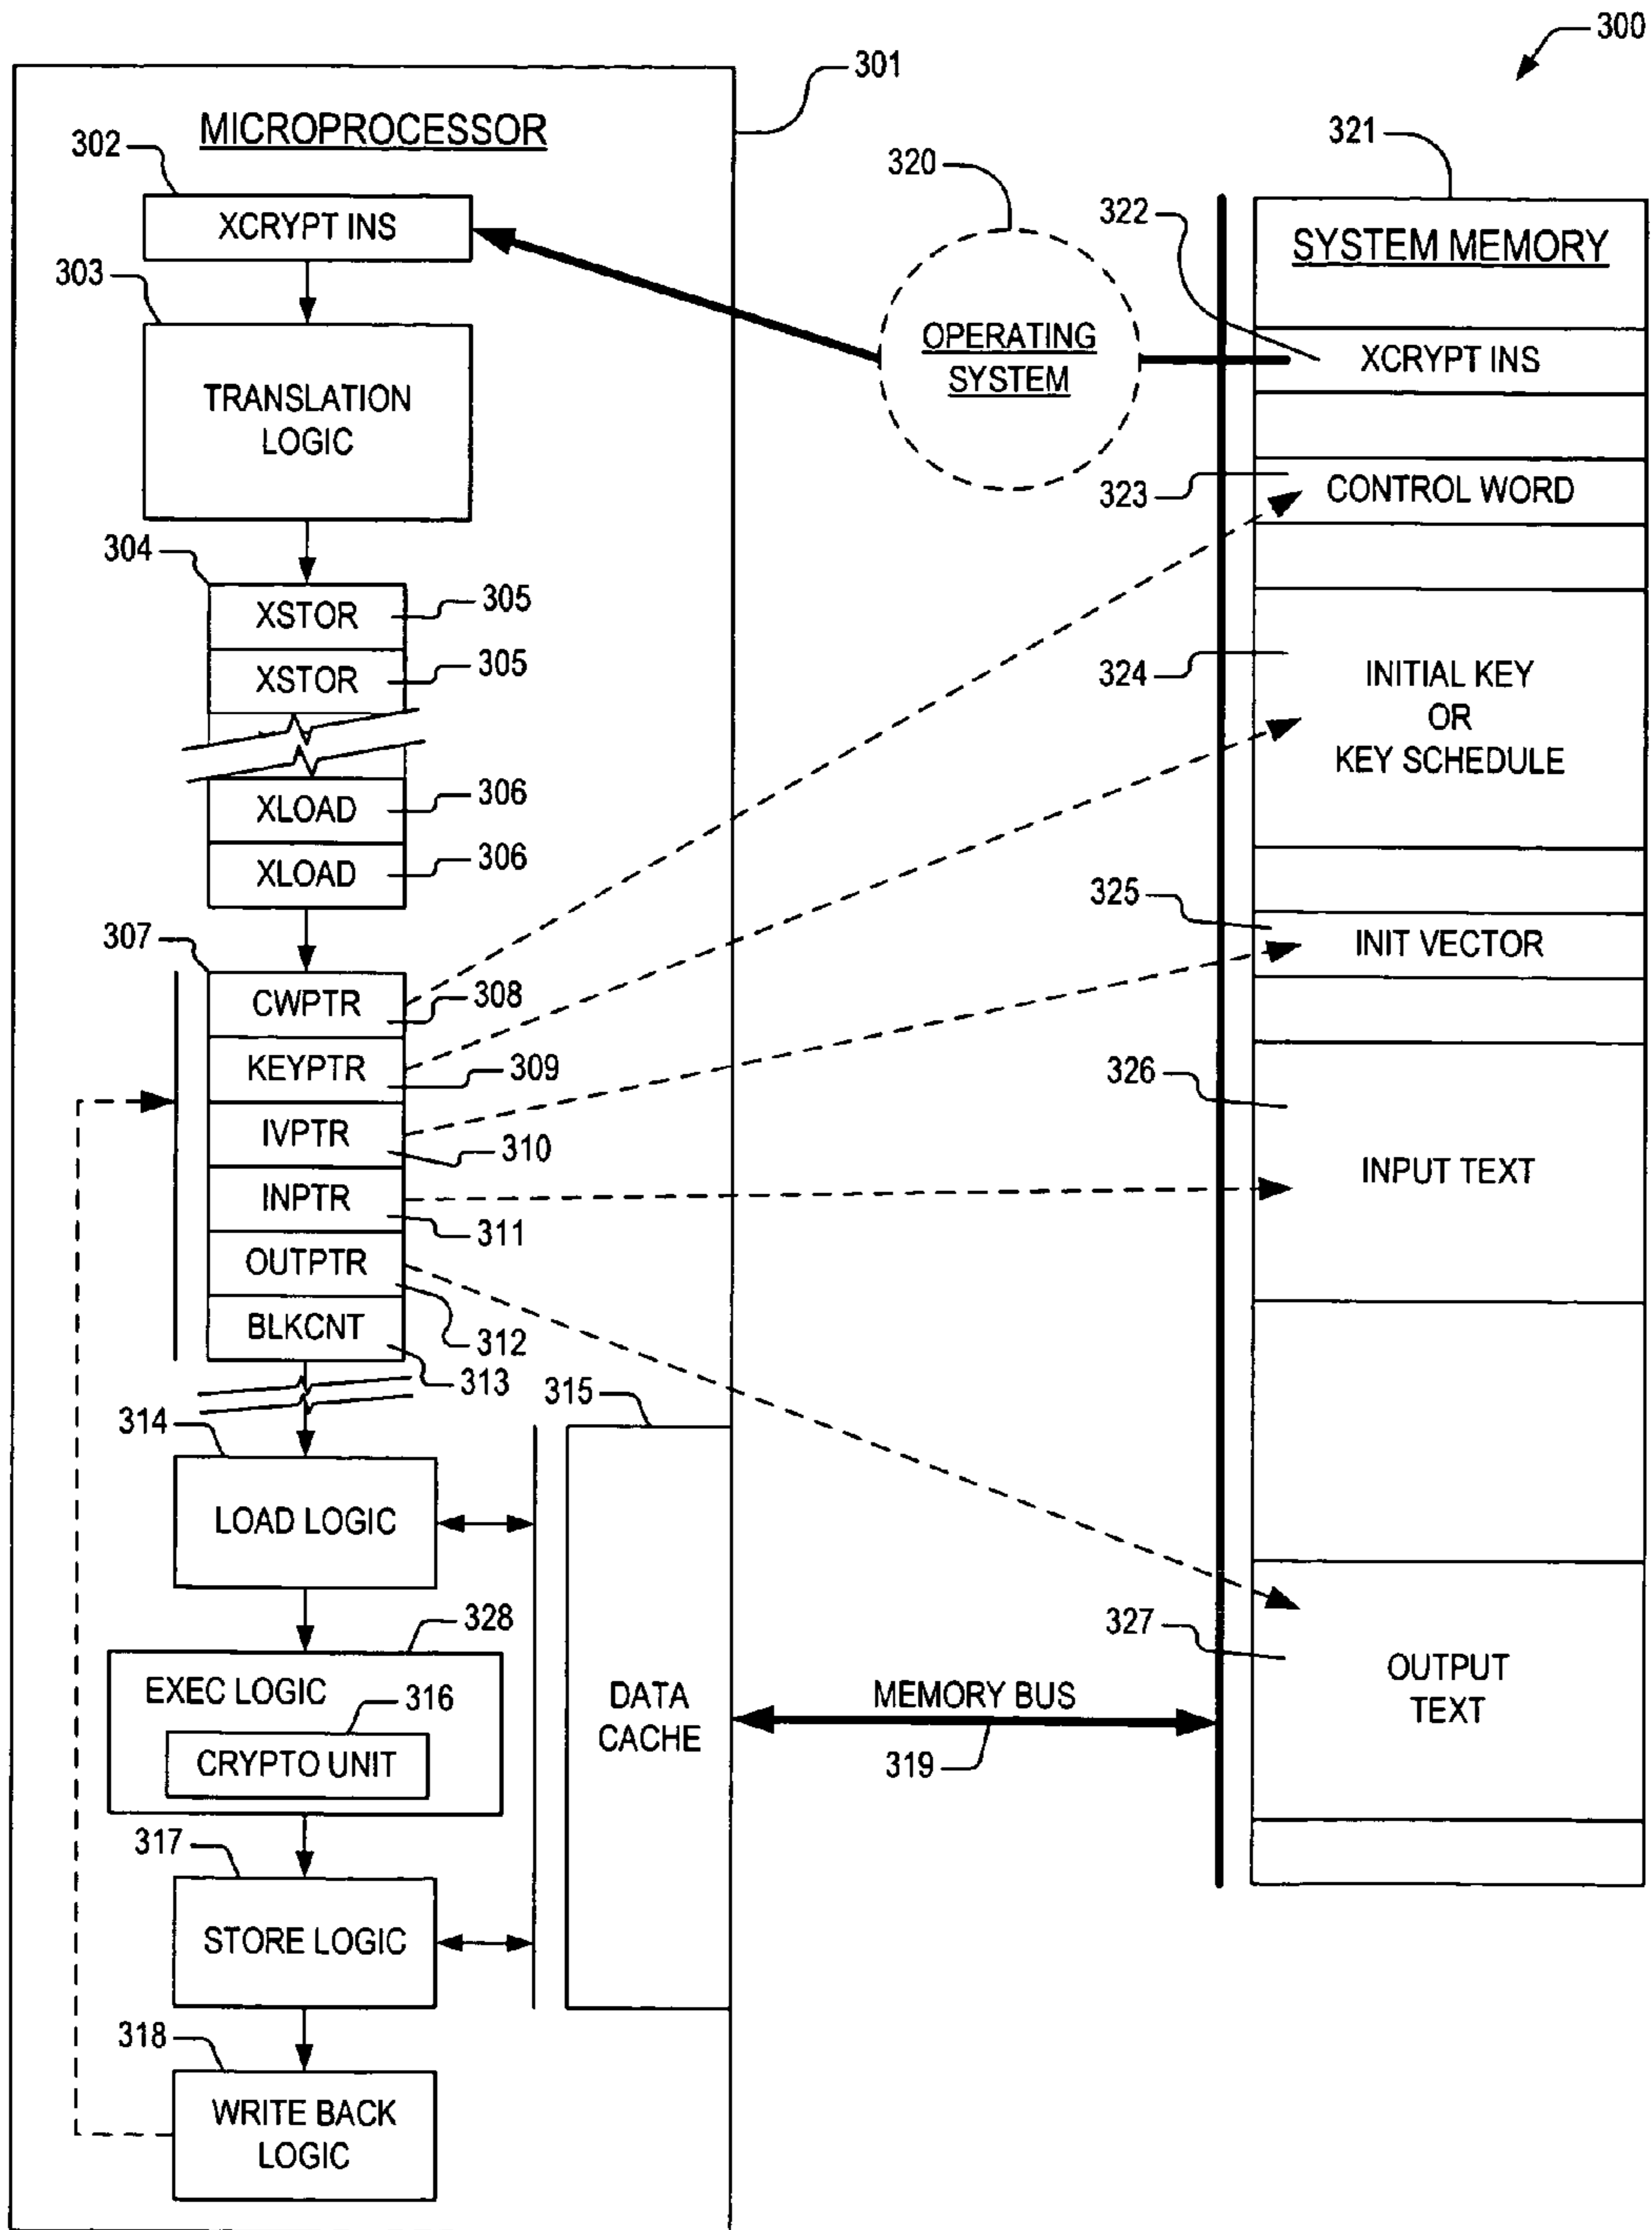 300
301
MICROPROCESSOR
302
XCRYPT INS
303
TRANSLATION
LOGIC
304
XSTOR
305
XSTOR
305
XLOAD
306
XLOAD
306
307
CWPTR
308
KEYPTR
309
IVPTR
310
INPTR
311
OUTPTR
312
BLKCNT
313
314
LOAD LOGIC
315
DATA
CACHE
328
EXEC LOGIC
316
CRYPTO UNIT
317
STORE LOGIC
318
WRITE BACK
LOGIC
MEMORY BUS
319
320
OPERATING
SYSTEM
321
SYSTEM MEMORY
322
XCRYPT INS
323
CONTROL WORD
324
INITIAL KEY
OR
KEY SCHEDULE
325
INIT VECTOR
326
INPUT TEXT
327
OUTPUT
TEXT